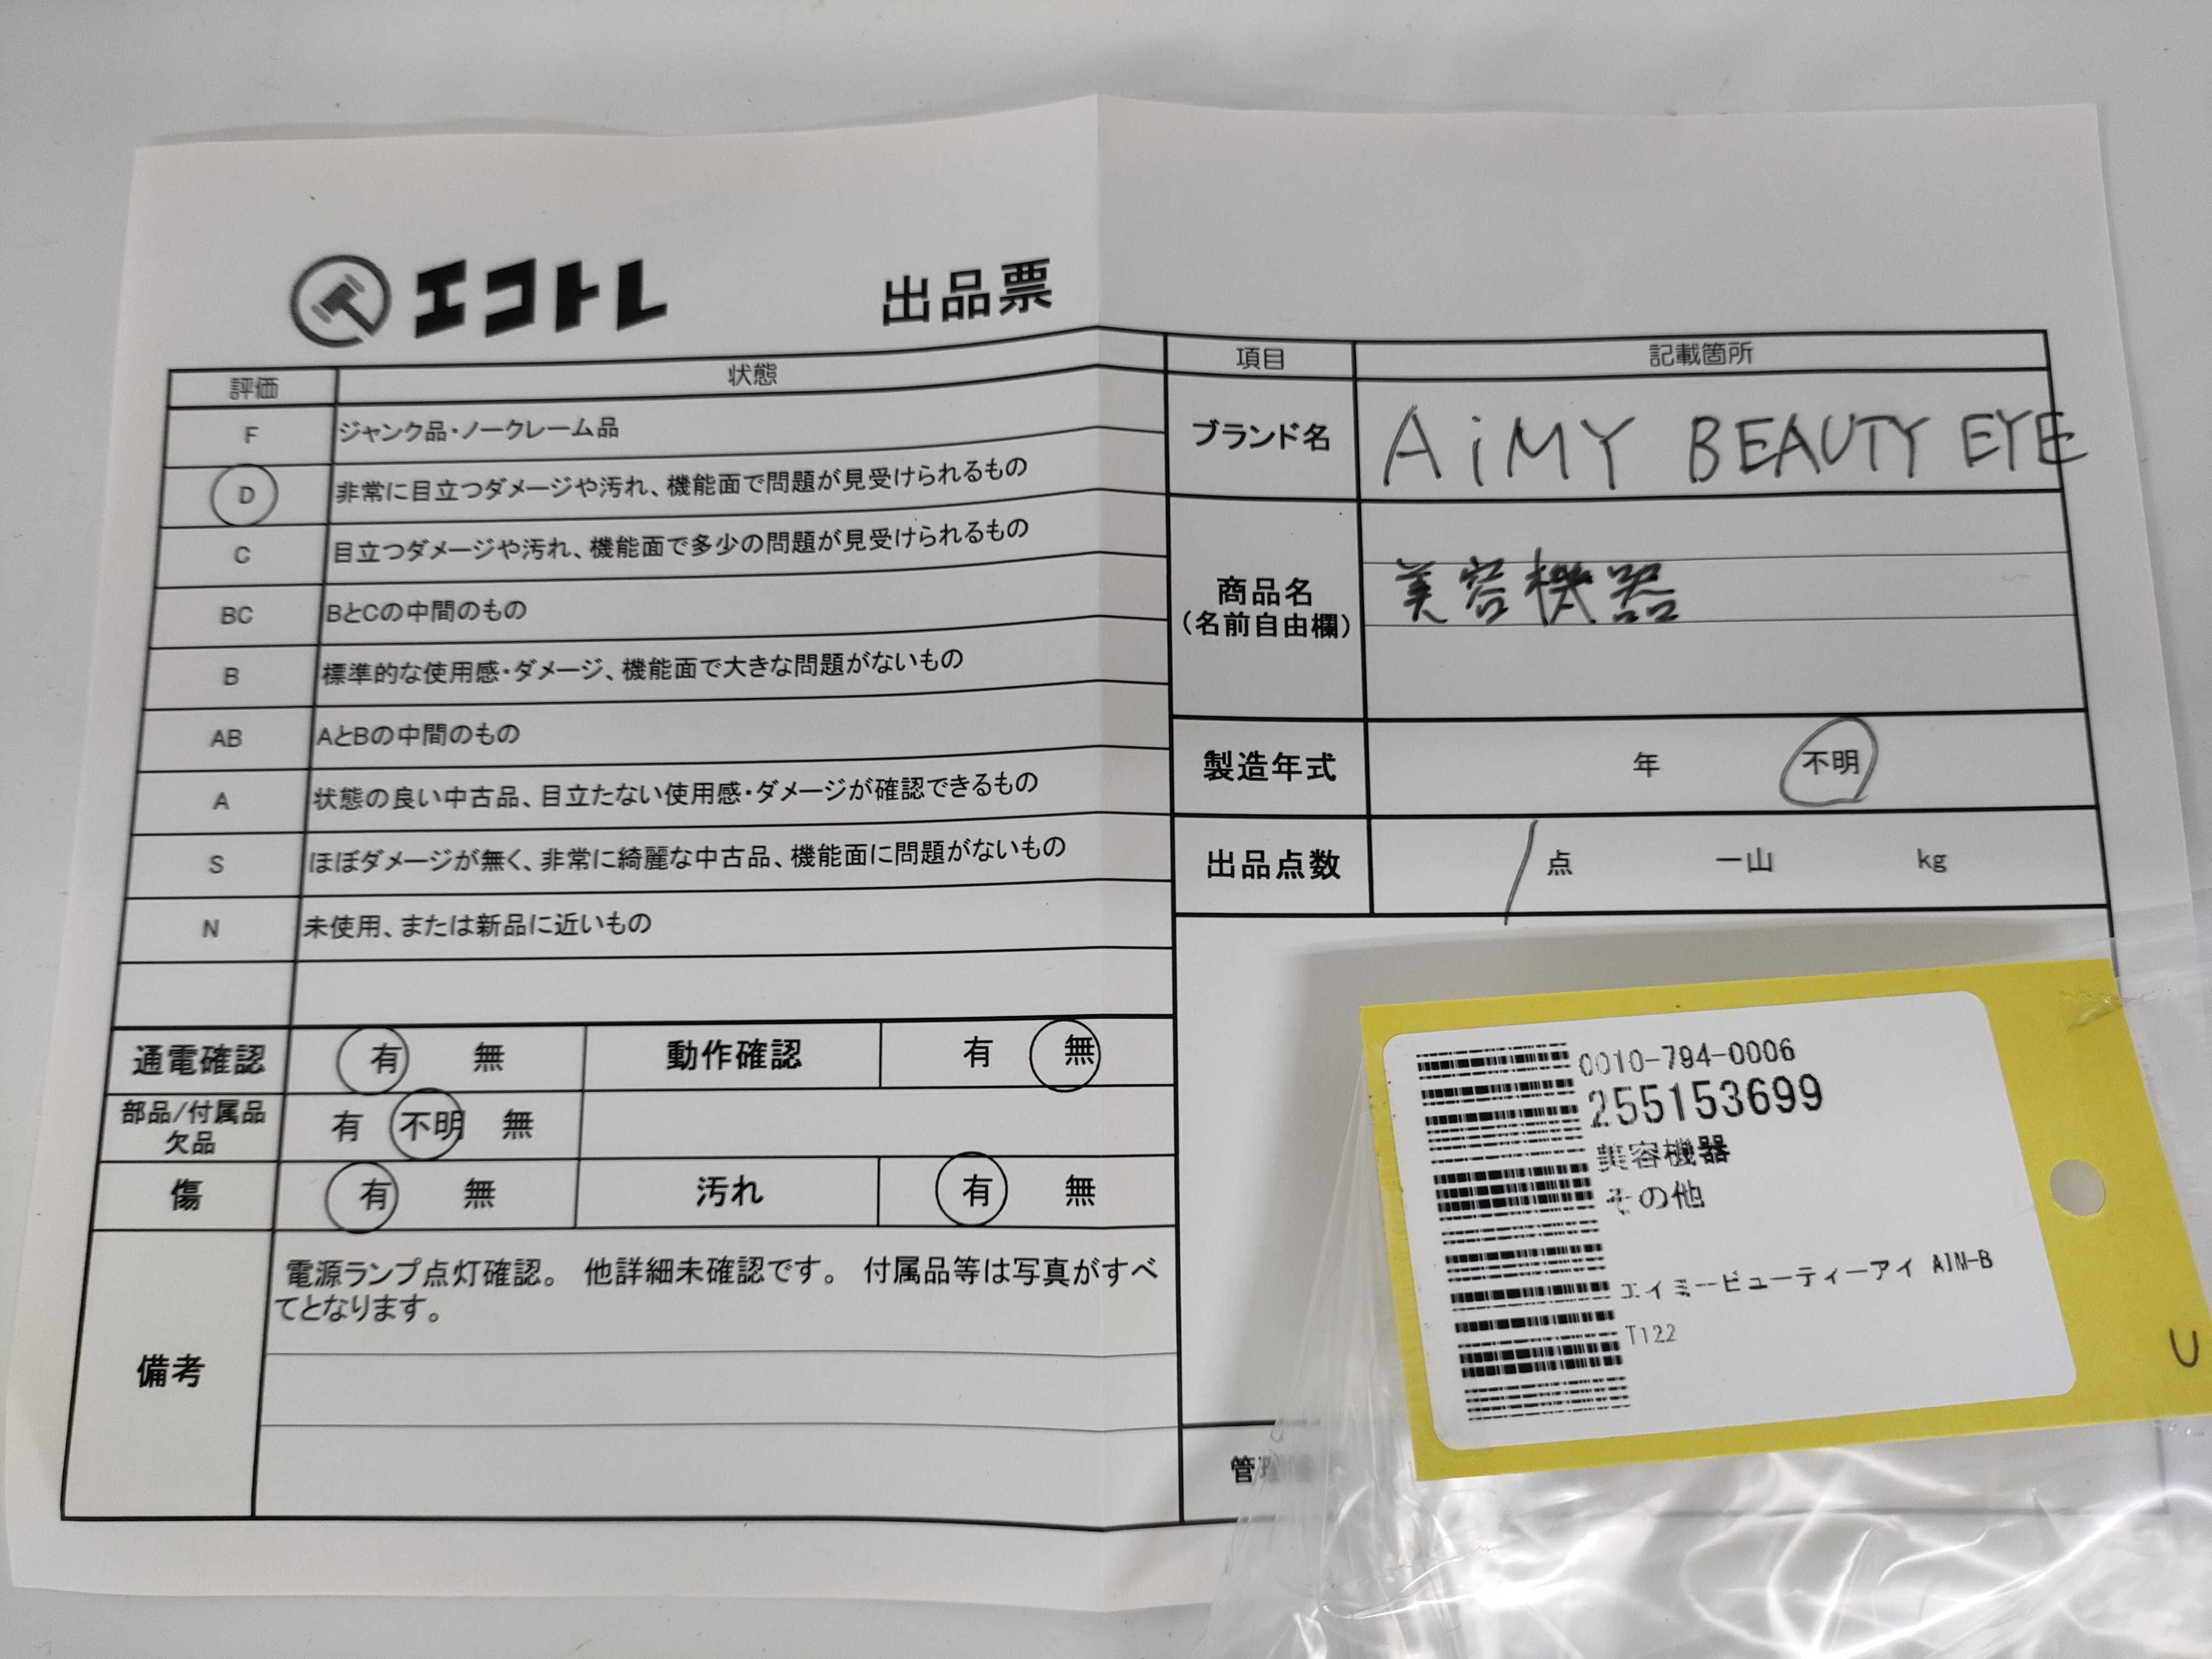 エコトレ 出品票
評価 状態
F ジャンク品・ノークレーム品
D 非常に目立つダメージや汚れ、機能面で問題が見受けられるもの
C 目立つダメージや汚れ、機能面で多少の問題が見受けられるもの
BC BとCの中間のもの
B 標準的な使用感・ダメージ、機能面で大きな問題がないもの
AB AとBの中間のもの
A 状態の良い中古品、目立たない使用感・ダメージが確認できるもの
S ほぼダメージが無く、非常に綺麗な中古品、機能面に問題がないもの
N 未使用、または新品に近いもの
通電確認 有 無 動作確認 有 無
部品/付属品
欠品 有 不明 無
傷 有 無 汚れ 有 無
備考
電源ランプ点灯確認。 他詳細未確認です。 付属品等は写真がすべ
てとなります。
項目 記載箇所
ブランド名 AiMY BEAUTY EYE
商品名
(名前自由欄)
美容機器
製造年式 年 不明
出品点数 1 点 一山 kg
管
0010-794-0006
255153699
美容機器
その他
エイミービューティーアイ AIM-B
T122
U